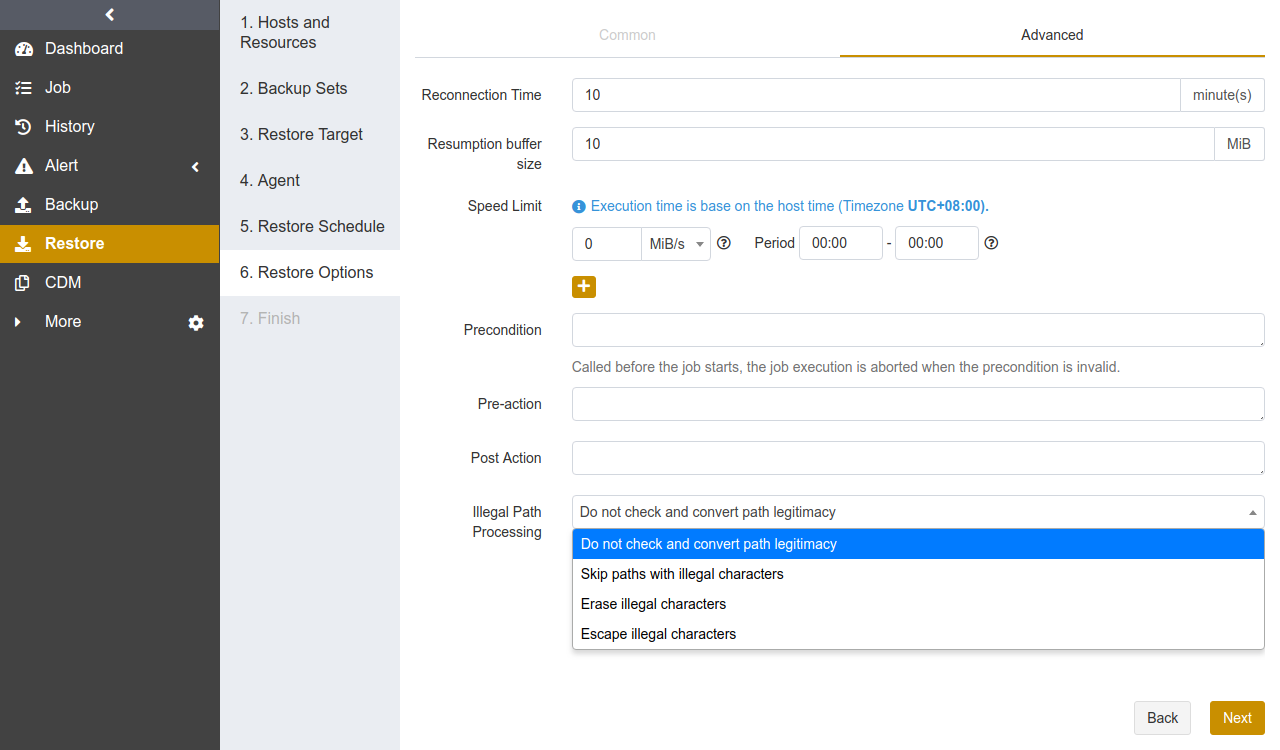 Dashboard
Job
History
Alert
Backup
Restore
CDM
More
1. Hosts and
Resources
2. Backup Sets
3. Restore Target
4. Agent
5. Restore Schedule
6. Restore Options
7. Finish
Common
Advanced
Reconnection Time
10
minute(s)
Resumption buffer
size
10
MiB
Speed Limit
Execution time is base on the host time (Timezone UTC+08:00).
0
MiB/s
Period
00:00
-
00:00
Precondition
Called before the job starts, the job execution is aborted when the precondition is invalid.
Pre-action
Post Action
Illegal Path
Processing
Do not check and convert path legitimacy
Do not check and convert path legitimacy
Skip paths with illegal characters
Erase illegal characters
Escape illegal characters
Back
Next